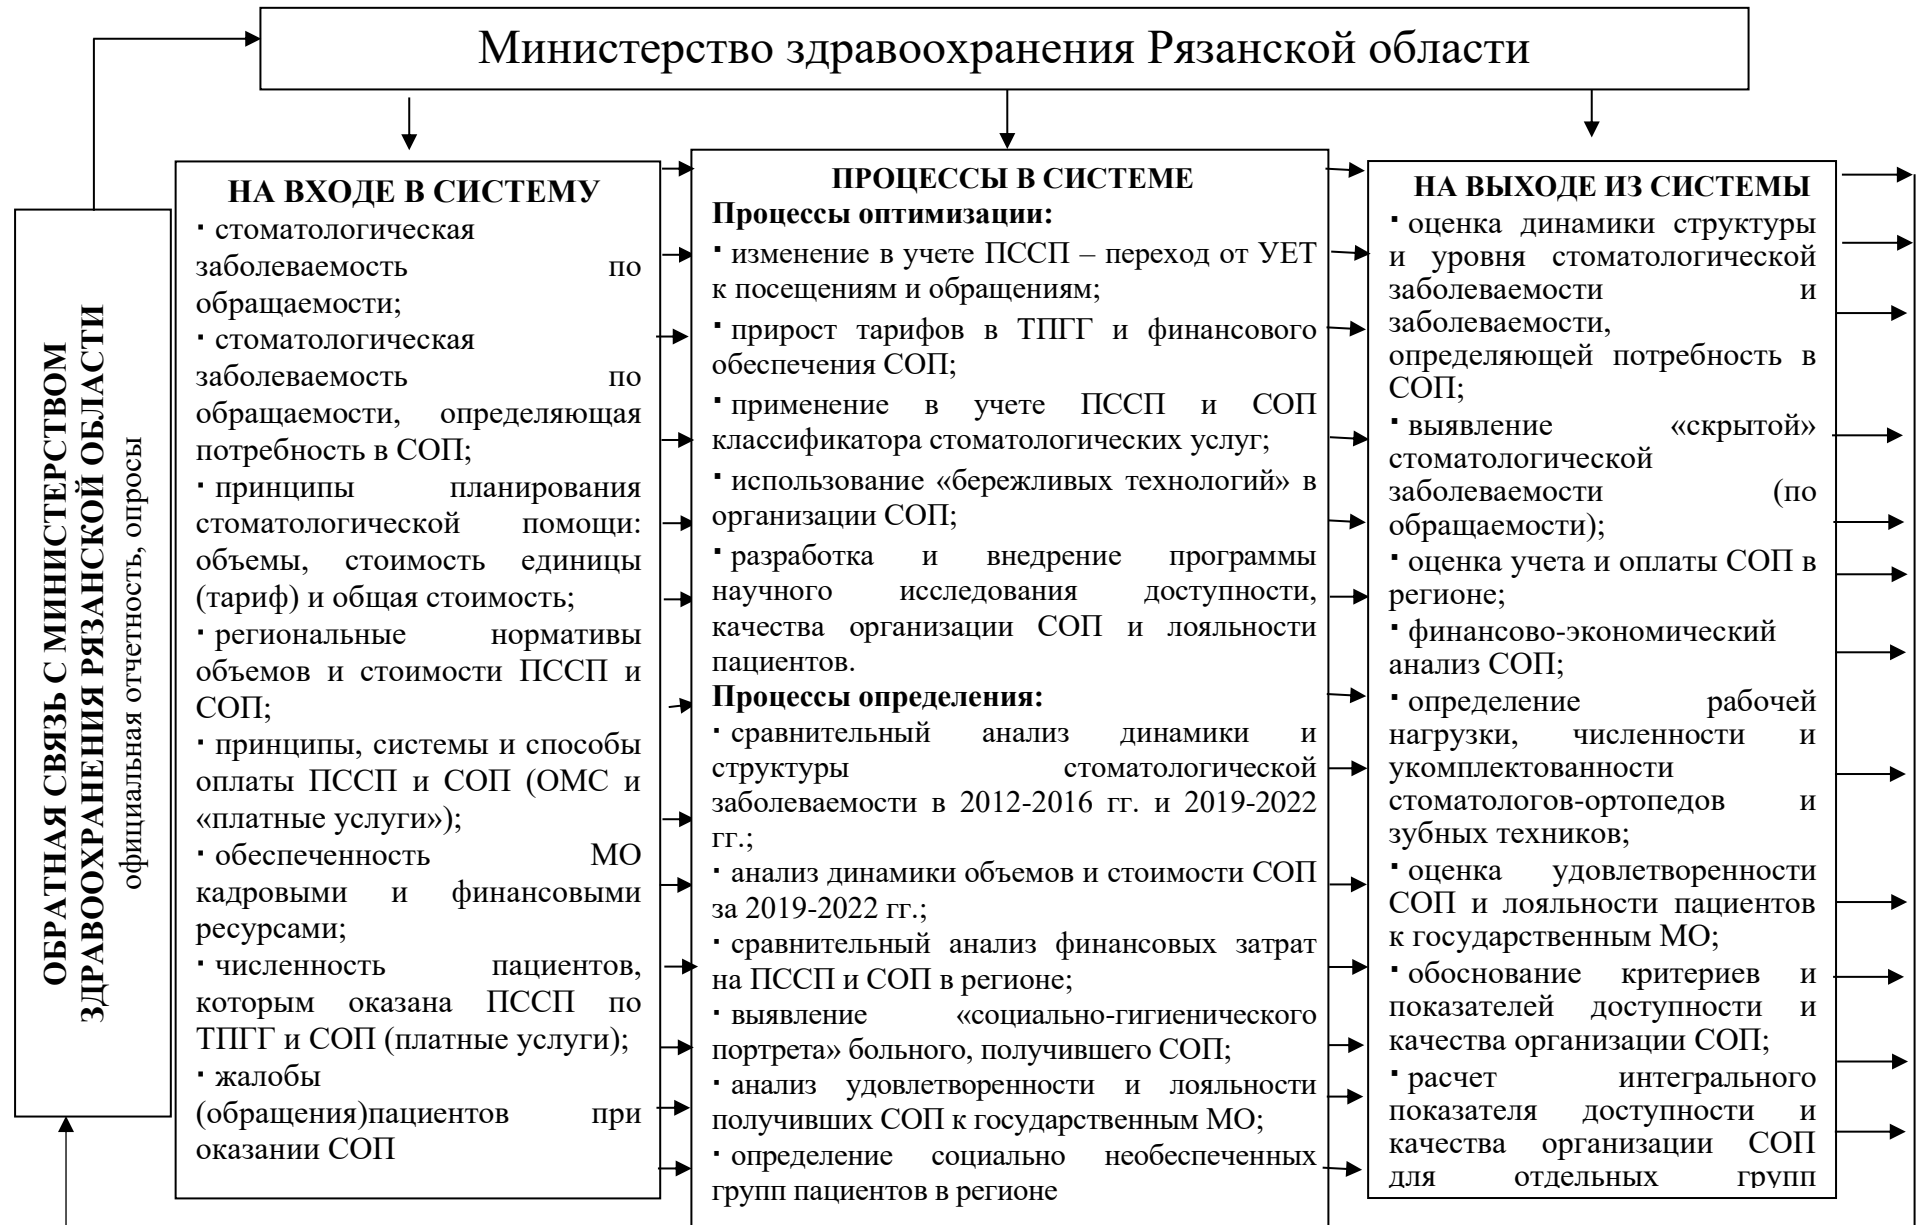 Министерство здравоохранения Рязанской области
ОБРАТНАЯ СВЯЗЬ С МИНИСТЕРСТВОМ
ЗДРАВООХРАНЕНИЯ РЯЗАНСКОЙ ОБЛАСТИ
официальная отчетность, опросы
НА ВХОДЕ В СИСТЕМУ
· стоматологическая
заболеваемость по
обращаемости;
· стоматологическая
заболеваемость по
обращаемости, определяющая
потребность в СОП;
· принципы планирования
стоматологической помощи:
объемы, стоимость единицы
(тариф) и общая стоимость;
· региональные нормативы
объемов и стоимости ПССП и
СОП;
· принципы, системы и способы
оплаты ПССП и СОП (ОМС и
«платные услуги»);
· обеспеченность МО
кадровыми и финансовыми
ресурсами;
· численность пациентов,
которым оказана ПССП по
ТПГГ и СОП (платные услуги);
· жалобы
(обращения)пациентов при
оказании СОП
ПРОЦЕССЫ В СИСТЕМЕ
Процессы оптимизации:
· изменение в учете ПССП – переход от УЕТ
к посещениям и обращениям;
· прирост тарифов в ТПГГ и финансового
обеспечения СОП;
· применение в учете ПССП и СОП
классификатора стоматологических услуг;
· использование «бережливых технологий» в
организации СОП;
· разработка и внедрение программы
научного исследования доступности,
качества организации СОП и лояльности
пациентов.
Процессы определения:
· сравнительный анализ динамики и
структуры стоматологической
заболеваемости в 2012-2016 гг. и 2019-2022
гг.;
· анализ динамики объемов и стоимости СОП
за 2019-2022 гг.;
· сравнительный анализ финансовых затрат
на ПССП и СОП в регионе;
· выявление «социально-гигиенического
портрета» больного, получившего СОП;
· анализ удовлетворенности и лояльности
получивших СОП к государственным МО;
· определение социально необеспеченных
групп пациентов в регионе
НА ВЫХОДЕ ИЗ СИСТЕМЫ
· оценка динамики структуры
и уровня стоматологической
заболеваемости и
заболеваемости,
определяющей потребность в
СОП;
· выявление «скрытой»
стоматологической
заболеваемости (по
обращаемости);
· оценка учета и оплаты СОП в
регионе;
· финансово-экономический
анализ СОП;
· определение рабочей
нагрузки, численности и
укомплектованности
стоматологов-ортопедов и
зубных техников;
· оценка удовлетворенности
СОП и лояльности пациентов
к государственным МО;
· обоснование критериев и
показателей доступности и
качества организации СОП;
· расчет интегрального
показателя доступности и
качества организации СОП
для отдельных групп